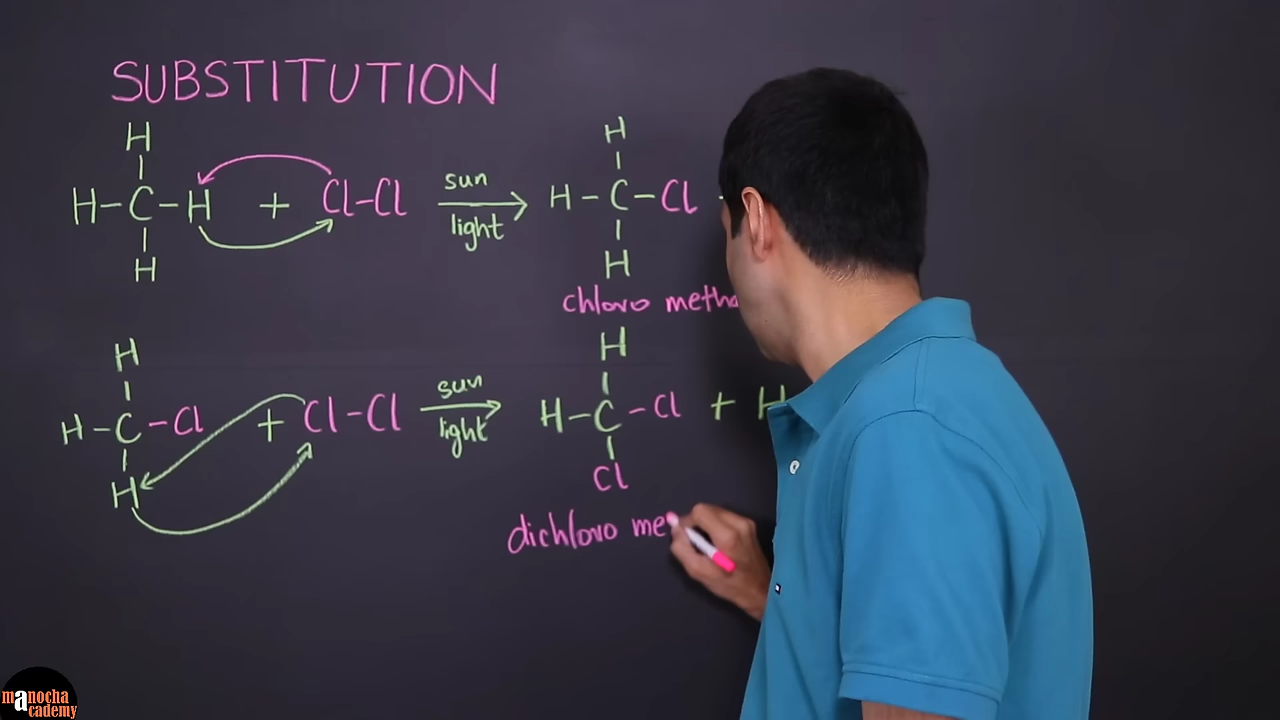 SUBSTITUTION
H H
H-C-H + Cl-Cl sun light H-C-Cl
H H
chloro metha
H H
H-C-Cl + Cl-Cl sun light H-C-Cl + H
H Cl
dichloro me
manocha
academy